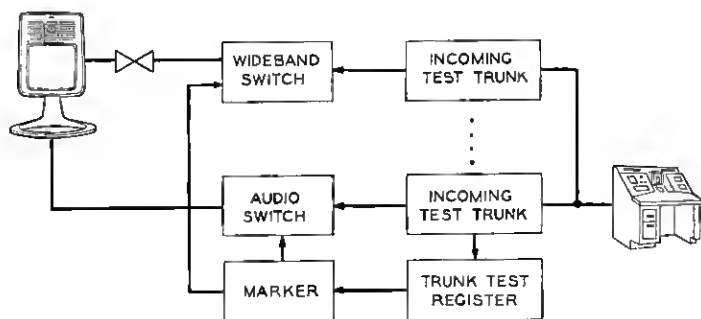 WIDEBAND
SWITCH
INCOMING
TEST TRUNK
AUDIO
SWITCH
INCOMING
TEST TRUNK
MARKER
TRUNK TEST
REGISTER